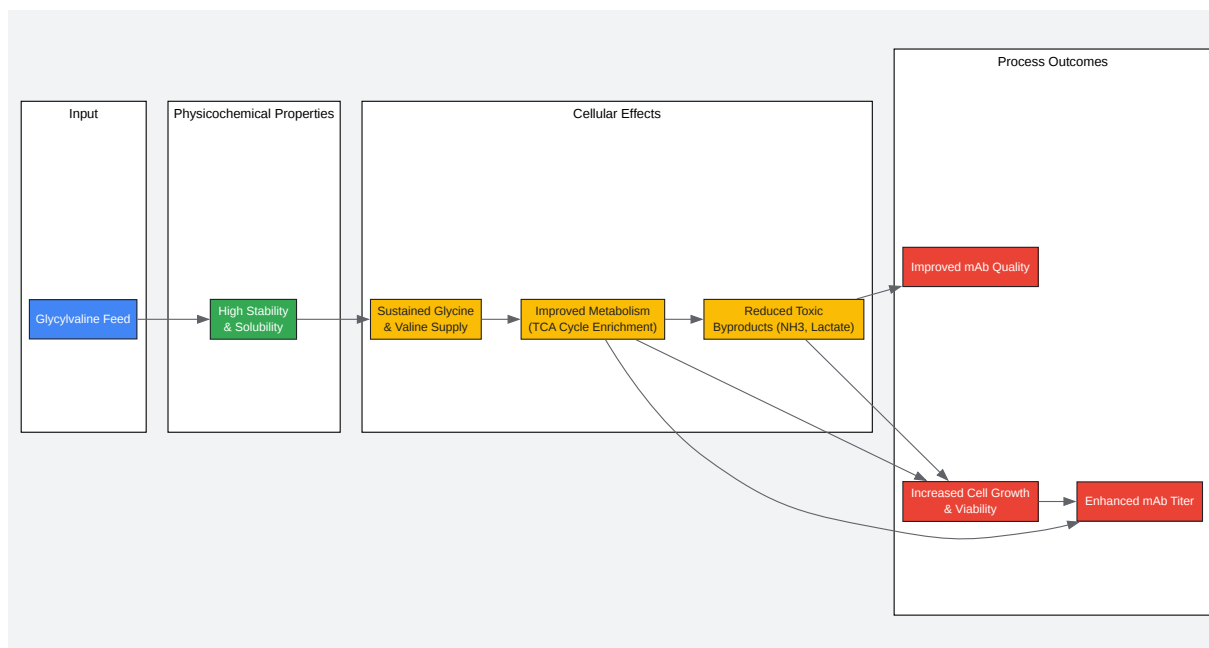 Input
Glycylvaline Feed
Physicochemical Properties
High Stability
& Solubility
Cellular Effects
Sustained Glycine
& Valine Supply
Improved Metabolism
(TCA Cycle Enrichment)
Reduced Toxic
Byproducts (NH3, Lactate)
Process Outcomes
Improved mAb Quality
Increased Cell Growth
& Viability
Enhanced mAb Titer